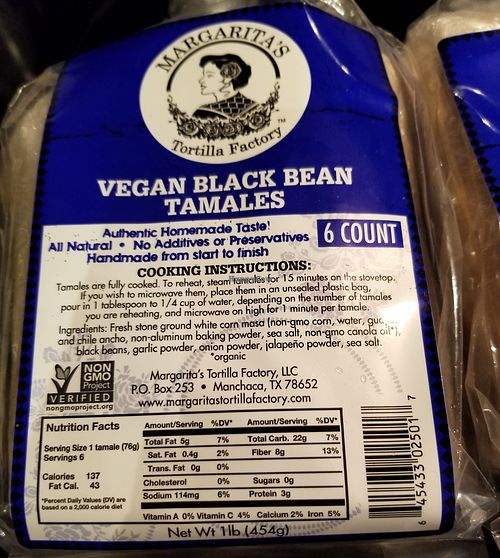 MARGARITA'S
Tortilla Factory™
VEGAN BLACK BEAN
TAMALES
Authentic Homemade Taste!
All Natural • No Additives or Preservatives
Handmade from start to finish
6 COUNT
COOKING INSTRUCTIONS:
Tamales are fully cooked. To reheat, steam tamales for 15 minutes on the stovetop.
If you wish to microwave them, place them in an unsealed plastic bag,
pour in 1 tablespoon to 1/4 cup of water, depending on the number of tamales
you are reheating, and microwave on high for 1 minute per tamale.
Ingredients: Fresh stone ground white corn masa (non-gmo corn, water,
and chile ancho, non-aluminum baking powder, sea salt, non-gmo canola oil*),
black beans, garlic powder, onion powder, jalapeño powder, sea salt.
*organic
NON
GMO
Project
VERIFIED
nongmoproject.org
Margarita's Tortilla Factory, LLC
P.O. Box 253 • Manchaca, TX 78652
www.margaritastortillafactory.com
Nutrition Facts
Serving Size 1 tamale (76g)
Servings 6
Calories 137
Fat Cal. 43
*Percent Daily Values (DV) are
based on a 2,000 calorie diet
Amount/Serving %DV* Amount/Serving %DV*
Total Fat 5g 7% Total Carb. 22g 7%
Sat. Fat 0.4g 2% Fiber 8g 13%
Trans. Fat 0g 0%
Cholesterol 0% Sugars 0g
Sodium 114mg 6% Protein 3g
Vitamin A 0% Vitamin C 4% Calcium 2% Iron 5%
Net Wt 1lb (454g)
6 45433 02501 7